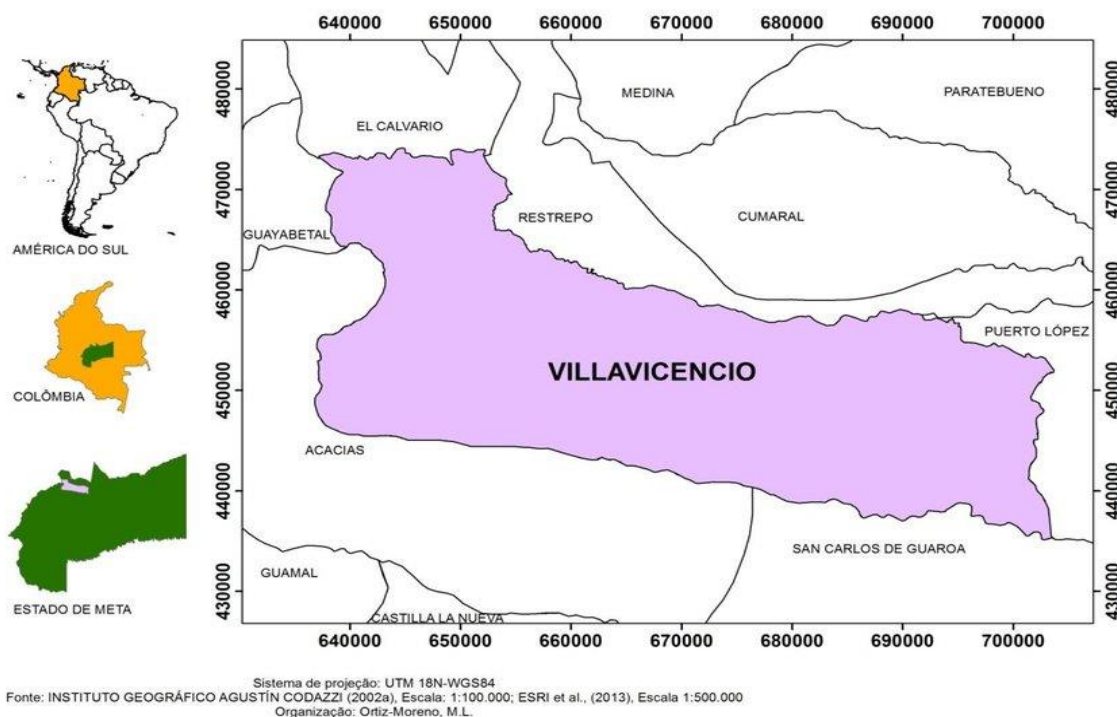 640000 650000 660000 670000 680000 690000 700000
480000
470000
460000
450000
440000
430000
AMÉRICA DO SUL
COLÔMBIA
ESTADO DE META
MEDINA
PARATEBUENO
EL CALVARIO
RESTREPO
CUMARAL
GUAYABETAL
PUERTO LÓPEZ
VILLAVICENCIO
ACACIAS
SAN CARLOS DE GUAROA
GUAMAL
CASTILLA LA NUEVA
480000
470000
460000
450000
440000
430000
640000 650000 660000 670000 680000 690000 700000
Sistema de projeção: UTM 18N-WGS84
Fonte: INSTITUTO GEOGRÁFICO AGUSTÍN CODAZZI (2002a), Escala: 1:100.000; ESRI et al., (2013), Escala 1:500.000
Organização: Ortiz-Moreno, M.L.